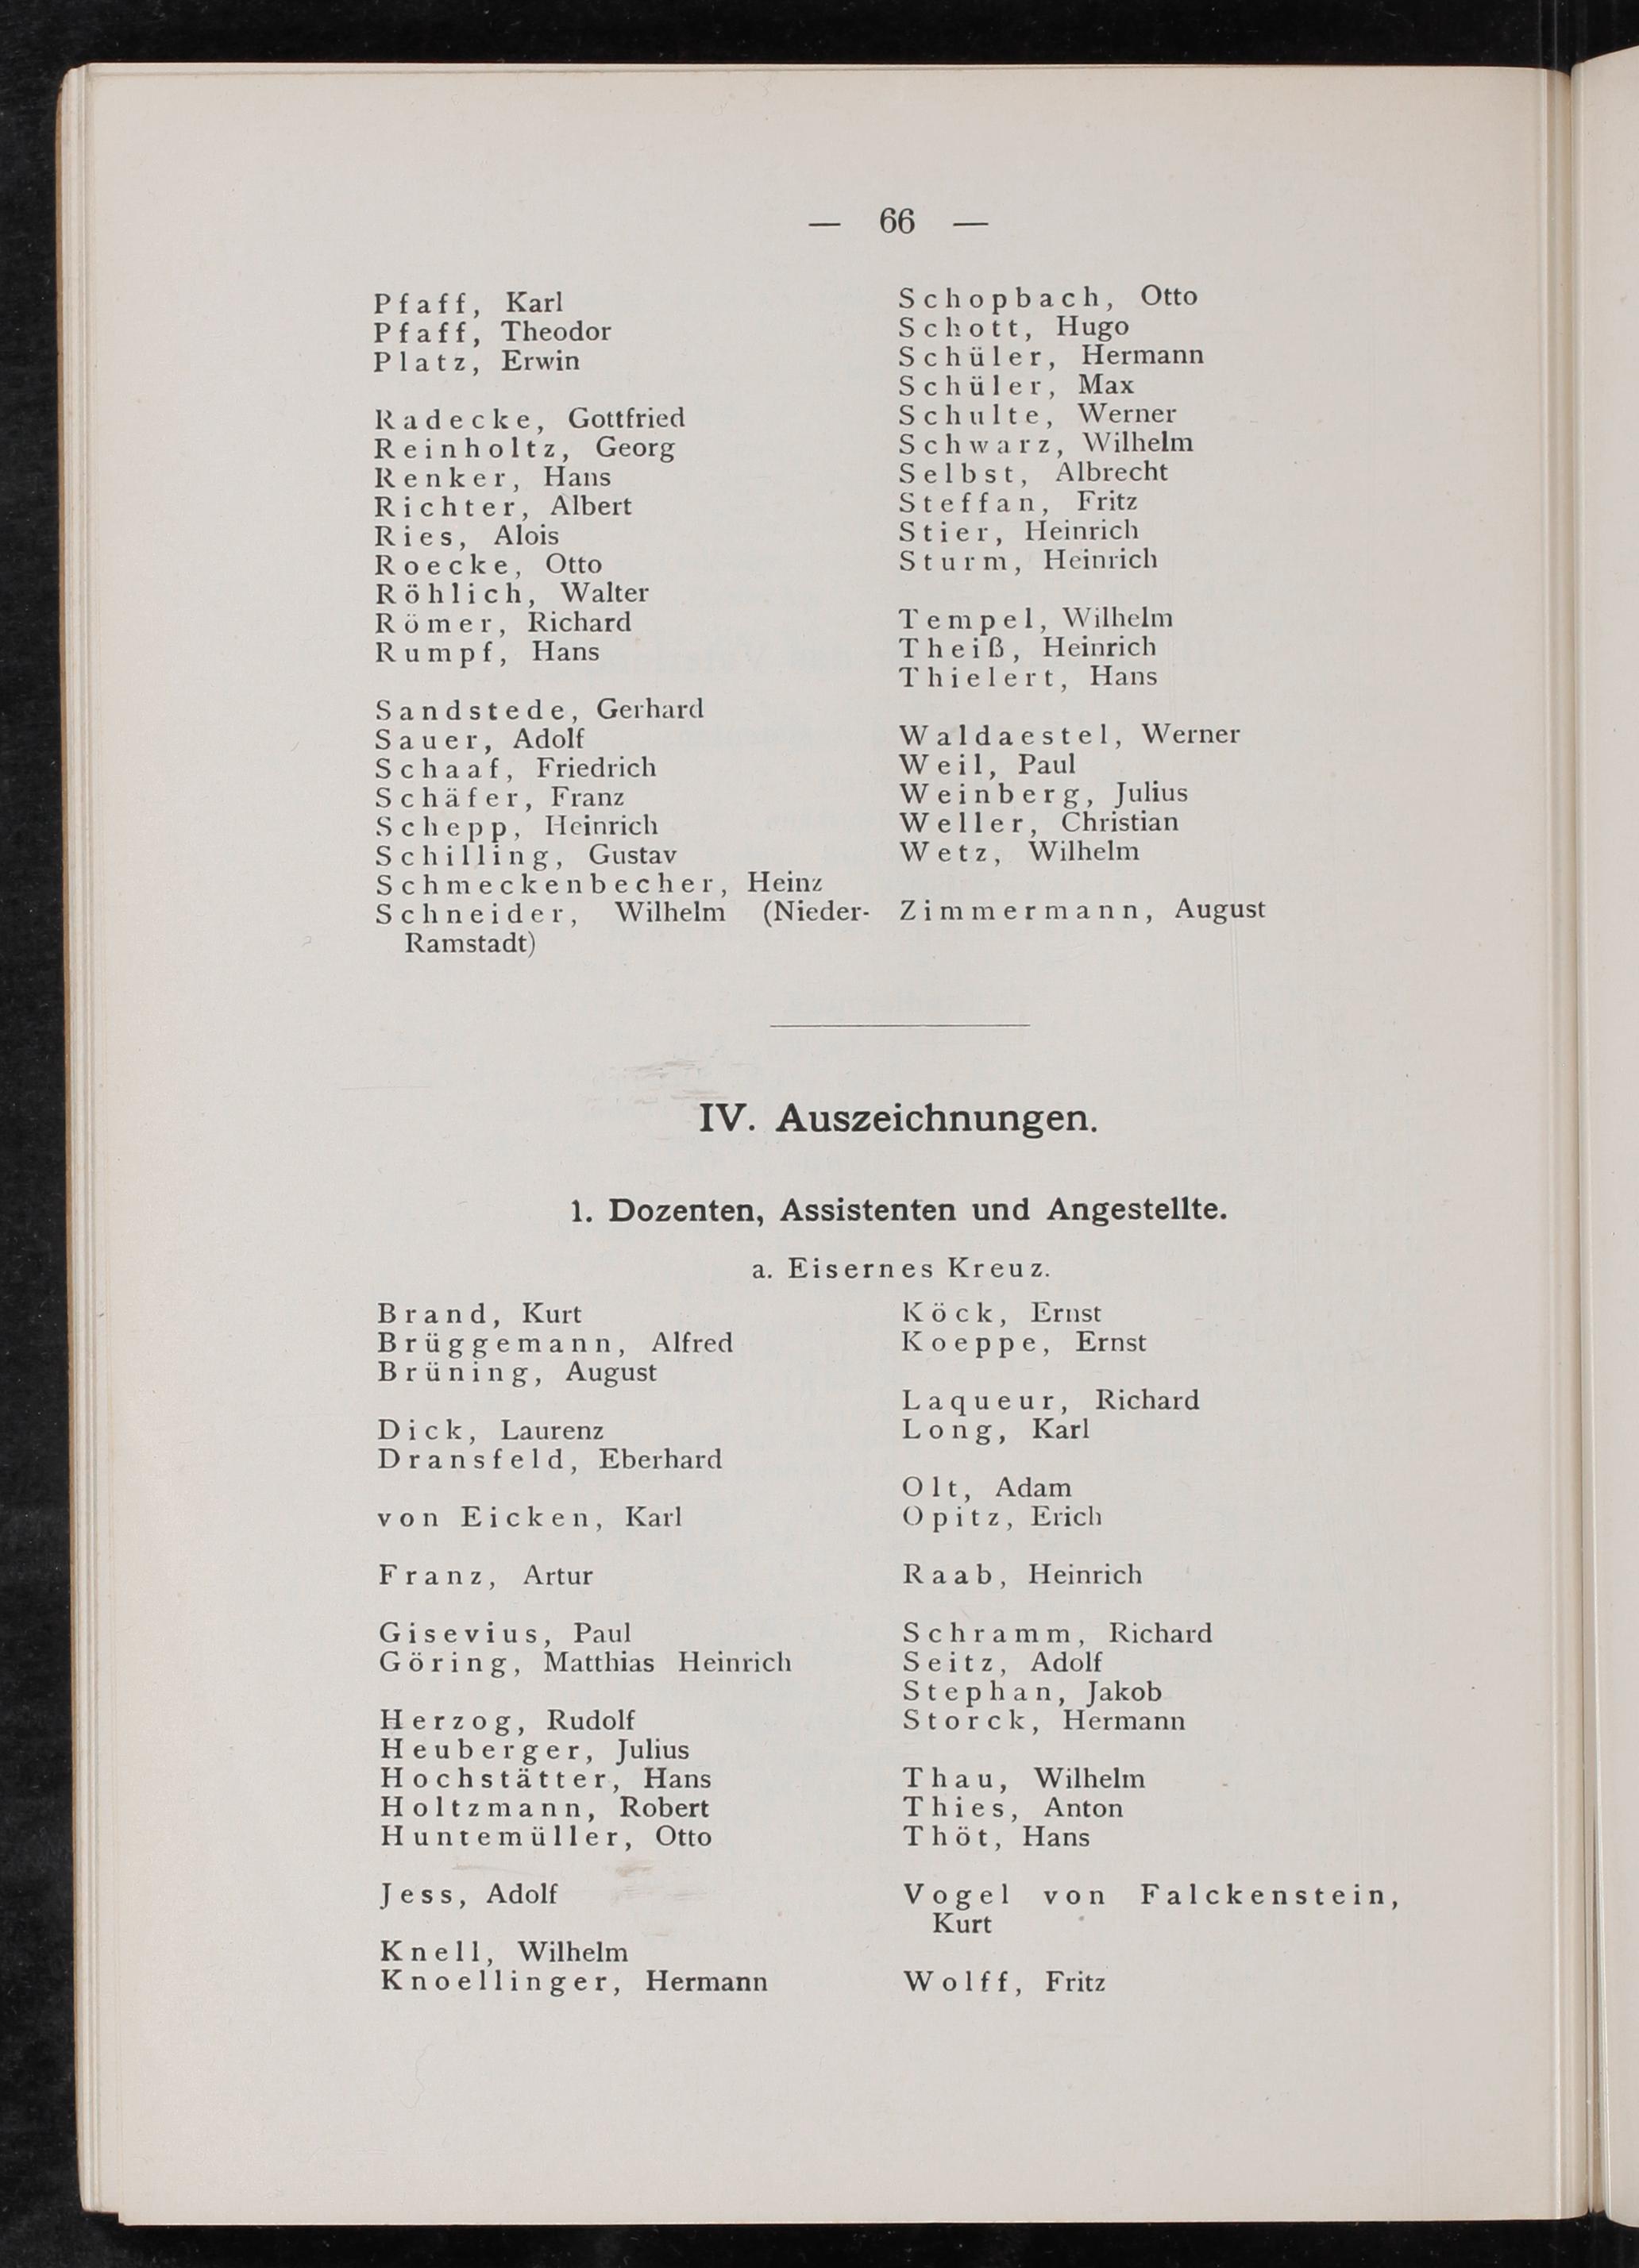 — 66 —
Pfaff, Karl
Pfaff, Theodor
Platz, Erwin
Radecke, Gottfried
Reinholtz, Georg
Renker, Hans
Richter, Albert
Ries, Alois
Roecke, Otto
Röhlich, Walter
Römer, Richard
Rumpf, Hans
Sandstede, Gerhard
Sauer, Adolf
Schaaf, Friedrich
Schäfer, Franz
Schepp, Heinrich
Schilling, Gustav
Schmeckenbecher, Heinz
Schneider, Wilhelm (Nieder-
Ramstadt)
Schopbach, Otto
Schott, Hugo
Schüler, Hermann
Schüler, Max
Schulte, Werner
Schwarz, Wilhelm
Selbst, Albrecht
Steffan, Fritz
Stier, Heinrich
Sturm, Heinrich
Tempel, Wilhelm
Theiß, Heinrich
Thielert, Hans
Waldaestel, Werner
Weil, Paul
Weinberg, Julius
Weller, Christian
Wetz, Wilhelm
Zimmermann, August
IV. Auszeichnungen.
1. Dozenten, Assistenten und Angestellte.
a. Eisernes Kreuz.
Brand, Kurt
Brüggemann, Alfred
Brüning, August
Dick, Laurenz
Dransfeld, Eberhard
von Eicken, Karl
Franz, Artur
Gisevius, Paul
Göring, Matthias Heinrich
Herzog, Rudolf
Heuberger, Julius
Hochstätter, Hans
Holtzmann, Robert
Huntemüller, Otto
Jess, Adolf
Knell, Wilhelm
Knoellinger, Hermann
Köck, Ernst
Koeppe, Ernst
Laqueur, Richard
Long, Karl
Olt, Adam
Opitz, Erich
Raab, Heinrich
Schramm, Richard
Seitz, Adolf
Stephan, Jakob
Storck, Hermann
Thau, Wilhelm
Thies, Anton
Thöt, Hans
Vogel von Falckenstein,
Kurt
Wolff, Fritz